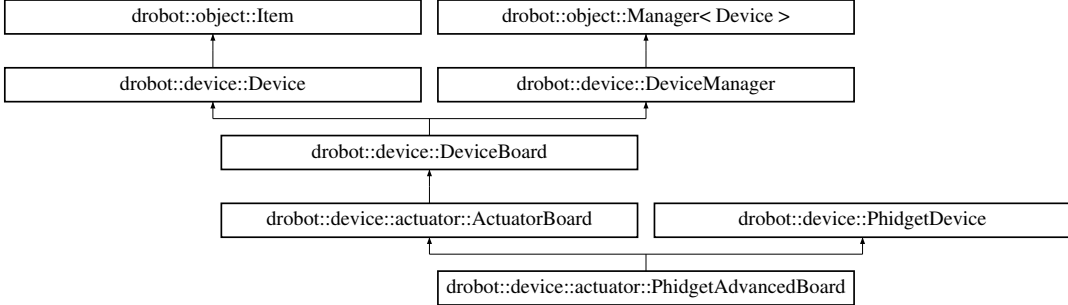 drobot::object::Item
drobot::object::Manager< Device >
drobot::device::Device
drobot::device::DeviceManager
drobot::device::DeviceBoard
drobot::device::actuator::ActuatorBoard
drobot::device::PhidgetDevice
drobot::device::actuator::PhidgetAdvancedBoard